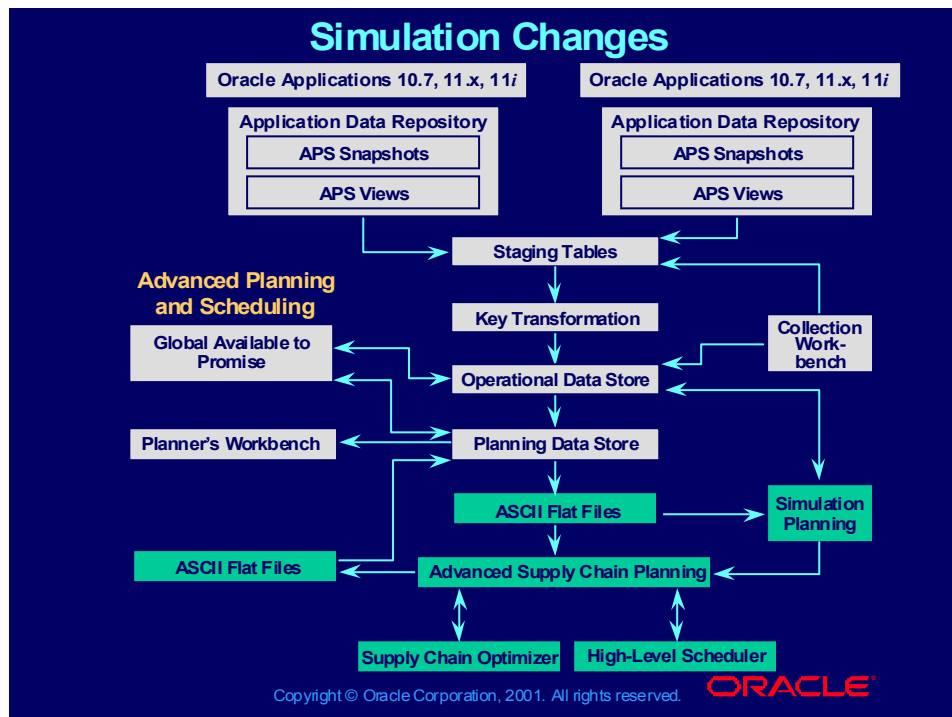 Simulation Changes
Oracle Applications 10.7, 11.x, 11i
Oracle Applications 10.7, 11.x, 11i
Application Data Repository
APS Snapshots
APS Views
Application Data Repository
APS Snapshots
APS Views
Staging Tables
Advanced Planning
and Scheduling
Key Transformation
Collection
Work-
bench
Global Available to
Promise
Operational Data Store
Planner's Workbench
Planning Data Store
ASCII Flat Files
Simulation
Planning
ASCII Flat Files
Advanced Supply Chain Planning
Supply Chain Optimizer
High-Level Scheduler
Copyright © Oracle Corporation, 2001. All rights reserved.
ORACLE®